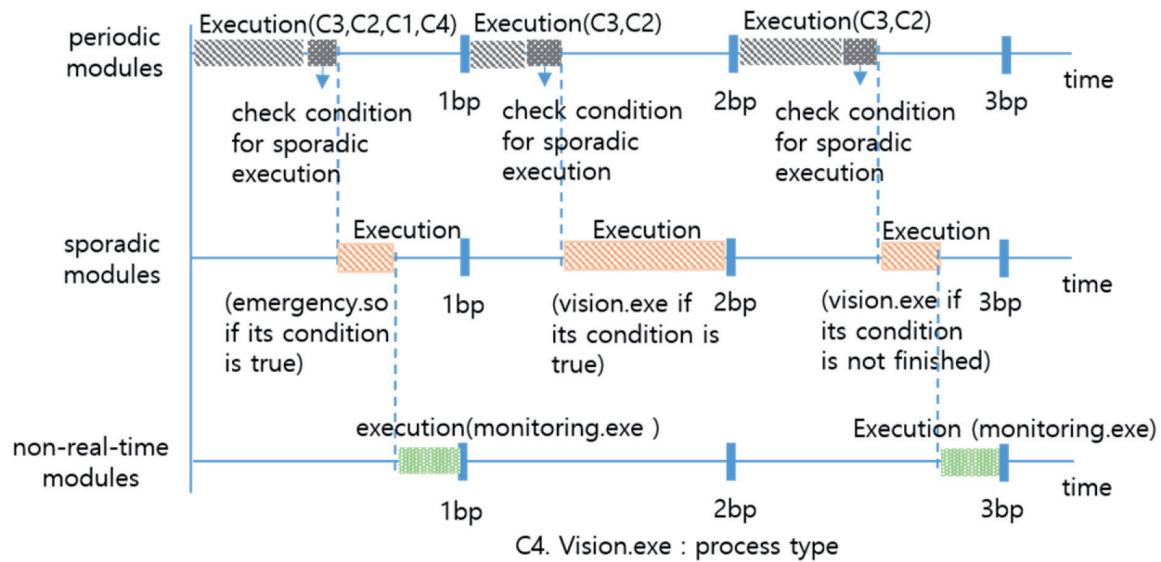 Execution(C3,C2,C1,C4)
Execution(C3,C2)
Execution(C3,C2)
periodic
modules
1bp
2bp
3bp
time
check condition
for sporadic
execution
check condition
for sporadic
execution
check condition
for sporadic
execution
Execution
Execution
Execution
sporadic
modules
1bp
2bp
3bp
time
(emergency.so
if its condition
is true)
(vision.exe if
its condition is
true)
(vision.exe if
its condition
is not finished)
execution(monitoring.exe )
Execution (monitoring.exe)
non-real-time
modules
1bp
2bp
3bp
time
C4. Vision.exe : process type